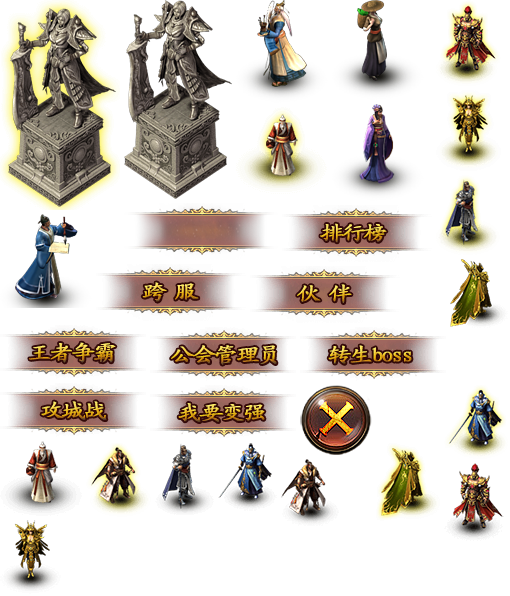 排行榜
跨服
伙伴
王者争霸
公会管理员
转生boss
攻城战
我要变强